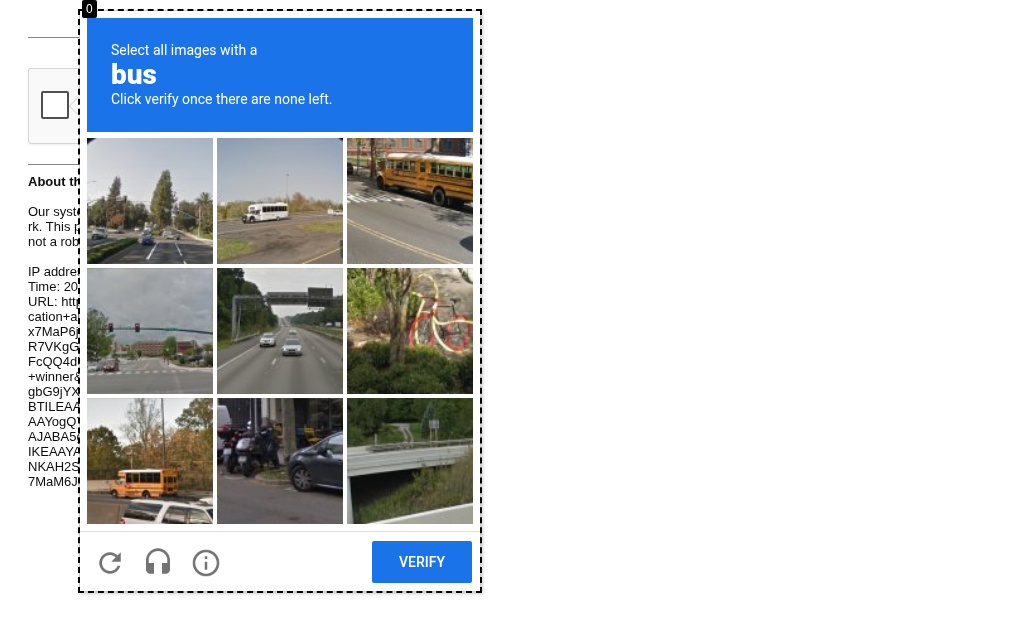 0
Select all images with a
bus
Click verify once there are none left.
About th
Our syst
rk. This p
not a rob
IP addre
Time: 20
URL: http
cation+a
x7MaP6j
R7VKgG
FcQQ4d
+winner&
gbG9jYX
BTILEAA
AAYogQ
AJABA5
IKEAAYA
NKAH2S
7MaM6J
VERIFY